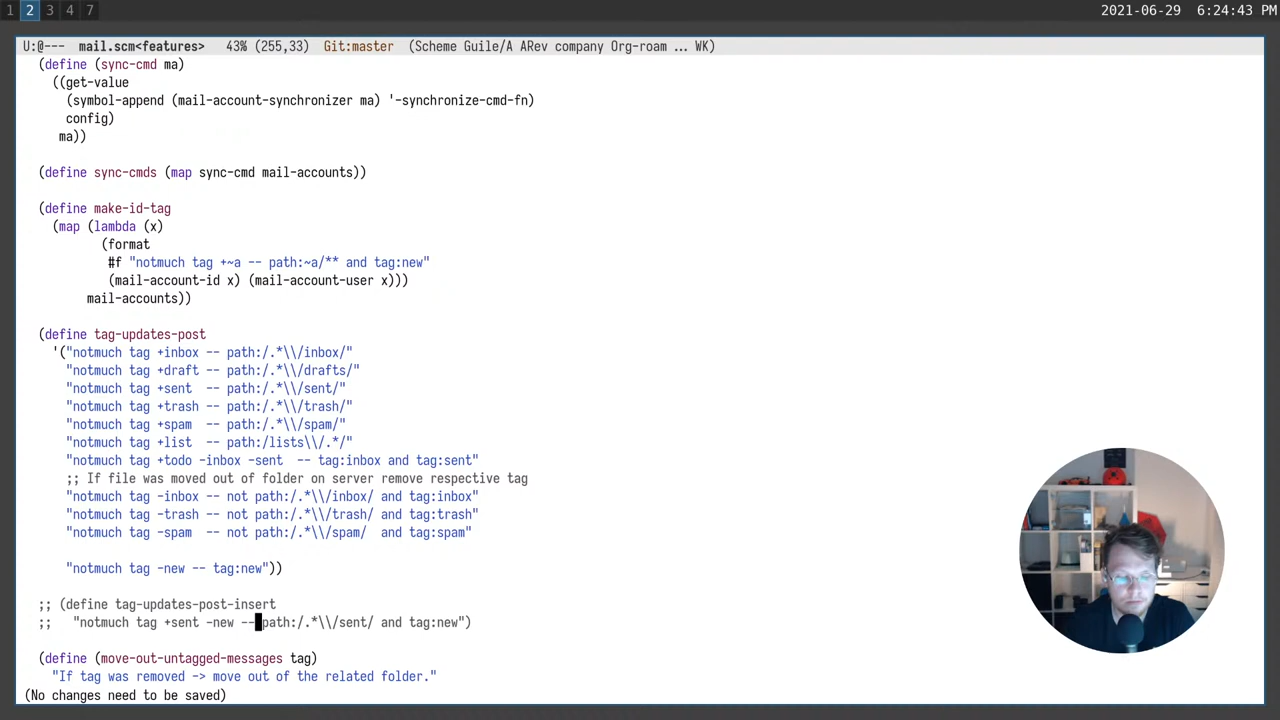 1 2 3 4 7 2021-06-29 6:24:43 PM
U:@--- mail.scm<features> 43% (255,33) Git:master (Scheme Guile/A ARev company Org-roam ... WK)
(define (sync-cmd ma)
((get-value
(symbol-append (mail-account-synchronizer ma) '-synchronize-cmd-fn)
config)
ma))
(define sync-cmds (map sync-cmd mail-accounts))
(define make-id-tag
(map (lambda (x)
(format
#f "notmuch tag +~a -- path:~a/** and tag:new"
(mail-account-id x) (mail-account-user x)))
mail-accounts))
(define tag-updates-post
'("notmuch tag +inbox -- path:/.*\\/inbox/"
"notmuch tag +draft -- path:/.*\\/drafts/"
"notmuch tag +sent  -- path:/.*\\/sent/"
"notmuch tag +trash -- path:/.*\\/trash/"
"notmuch tag +spam  -- path:/.*\\/spam/"
"notmuch tag +list  -- path:/lists\\/.*/"
"notmuch tag +todo -inbox -sent  -- tag:inbox and tag:sent"
;; If file was moved out of folder on server remove respective tag
"notmuch tag -inbox -- not path:/.*\\/inbox/ and tag:inbox"
"notmuch tag -trash -- not path:/.*\\/trash/ and tag:trash"
"notmuch tag -spam  -- not path:/.*\\/spam/  and tag:spam"
"notmuch tag -new -- tag:new"))
;; (define tag-updates-post-insert
;;   "notmuch tag +sent -new -- path:/.*\\/sent/ and tag:new")
(define (move-out-untagged-messages tag)
"If tag was removed -> move out of the related folder."
(No changes need to be saved)